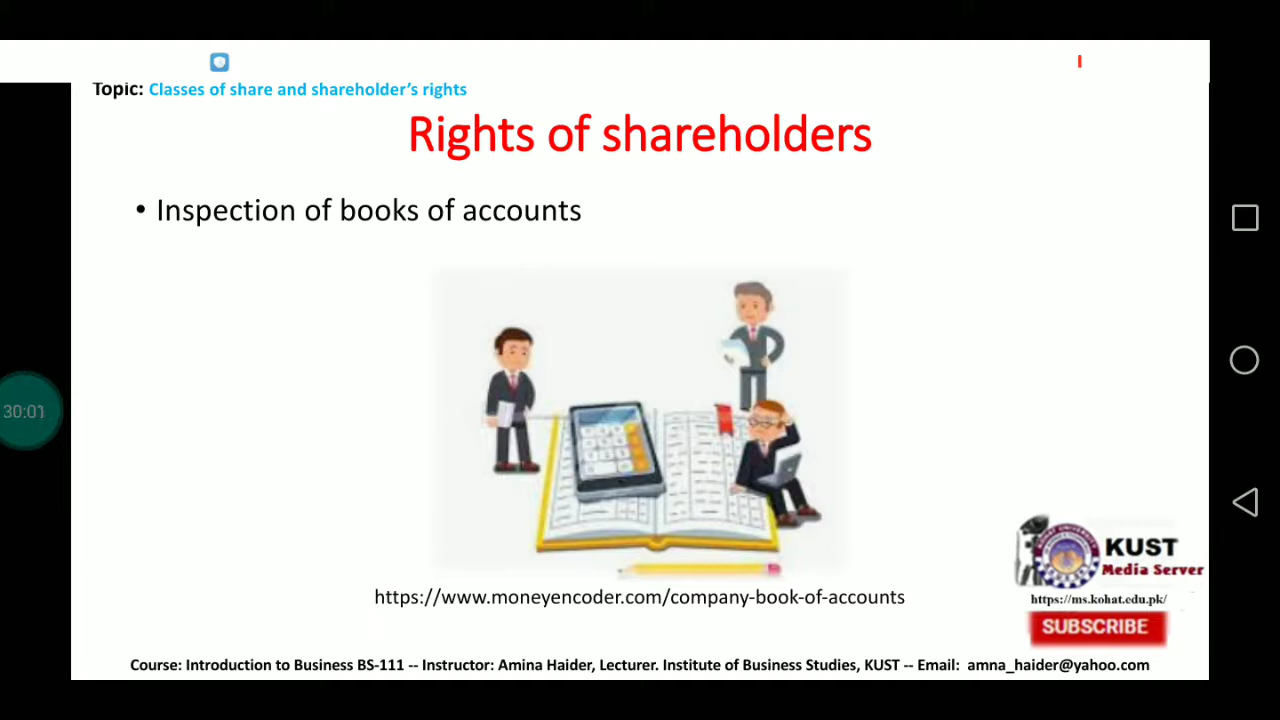 Topic: Classes of share and shareholder's rights
Rights of shareholders
• Inspection of books of accounts
30:01
https://www.moneyencoder.com/company-book-of-accounts
KUST
Media Server
https://ms.kohat.edu.pk/
SUBSCRIBE
Course: Introduction to Business BS-111 -- Instructor: Amina Haider, Lecturer. Institute of Business Studies, KUST -- Email: amna_haider@yahoo.com